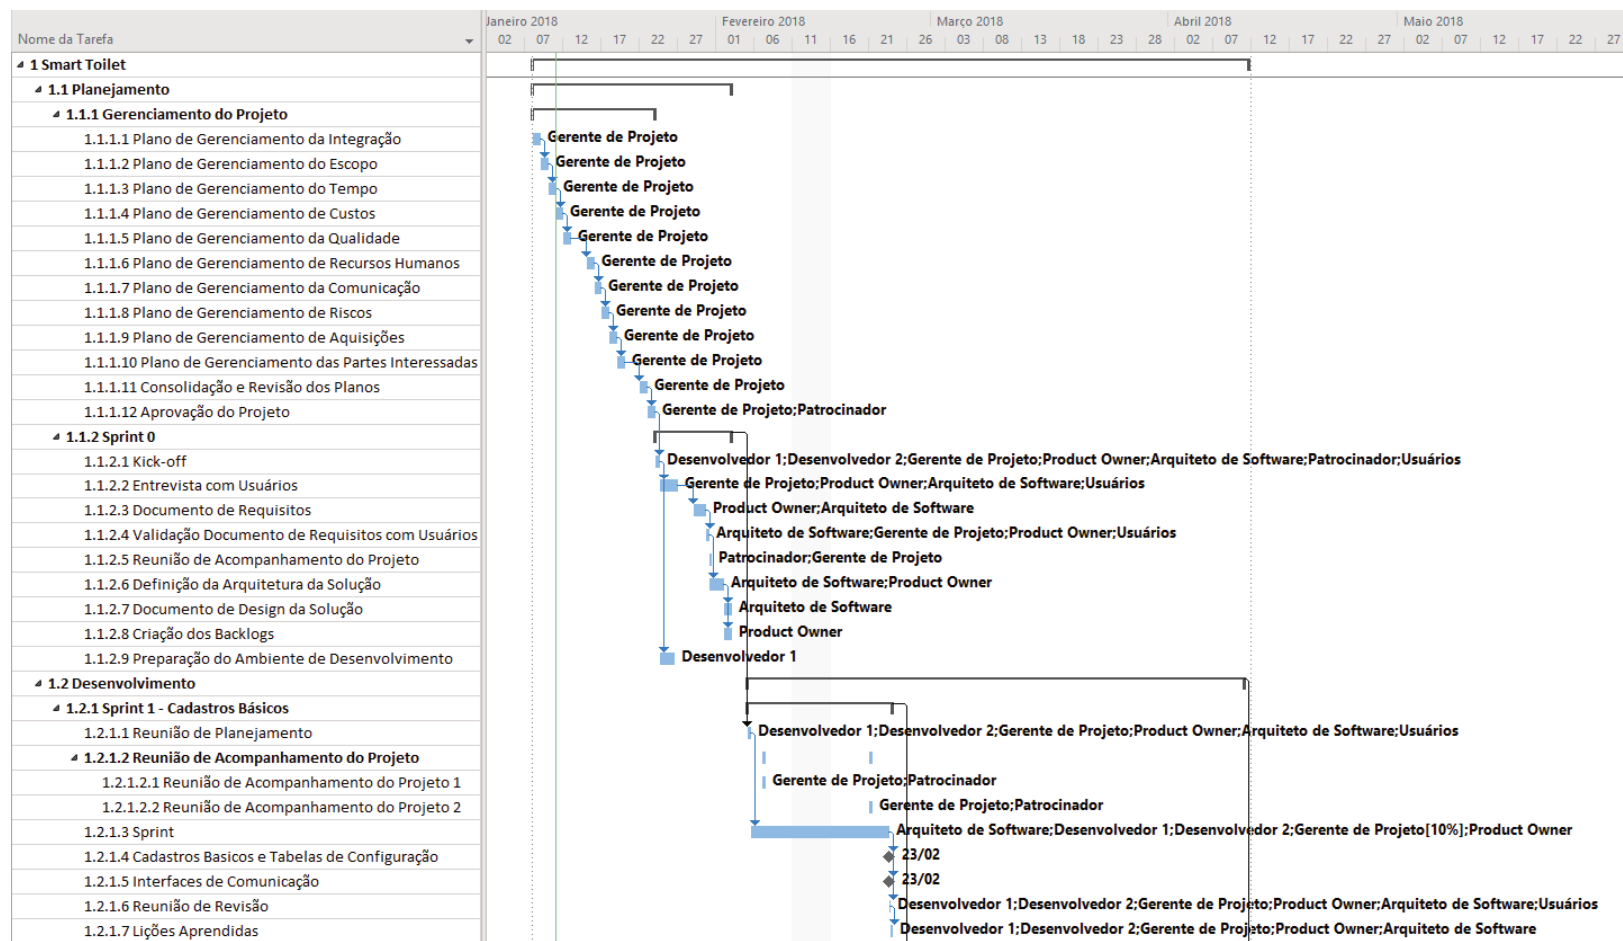 Janeiro 2018 Fevereiro 2018 Março 2018 Abril 2018 Maio 2018
Nome da Tarefa 02 07 12 17 22 27 01 06 11 16 21 26 03 08 13 18 23 28 02 07 12 17 22 27 02 07 12 17 22 27
1 Smart Toilet
1.1 Planejamento
1.1.1 Gerenciamento do Projeto
1.1.1.1 Plano de Gerenciamento da Integração Gerente de Projeto
1.1.1.2 Plano de Gerenciamento do Escopo Gerente de Projeto
1.1.1.3 Plano de Gerenciamento do Tempo Gerente de Projeto
1.1.1.4 Plano de Gerenciamento de Custos Gerente de Projeto
1.1.1.5 Plano de Gerenciamento da Qualidade Gerente de Projeto
1.1.1.6 Plano de Gerenciamento de Recursos Humanos Gerente de Projeto
1.1.1.7 Plano de Gerenciamento da Comunicação Gerente de Projeto
1.1.1.8 Plano de Gerenciamento de Riscos Gerente de Projeto
1.1.1.9 Plano de Gerenciamento de Aquisições Gerente de Projeto
1.1.1.10 Plano de Gerenciamento das Partes Interessadas Gerente de Projeto
1.1.1.11 Consolidação e Revisão dos Planos Gerente de Projeto
1.1.1.12 Aprovação do Projeto Gerente de Projeto;Patrocinador
1.1.2 Sprint 0
1.1.2.1 Kick-off Desenvolvedor 1;Desenvolvedor 2;Gerente de Projeto;Product Owner;Arquiteto de Software;Patrocinador;Usuários
1.1.2.2 Entrevista com Usuários Gerente de Projeto;Product Owner;Arquiteto de Software;Usuários
1.1.2.3 Documento de Requisitos Product Owner;Arquiteto de Software
1.1.2.4 Validação Documento de Requisitos com Usuários Arquiteto de Software;Gerente de Projeto;Product Owner;Usuários
1.1.2.5 Reunião de Acompanhamento do Projeto Patrocinador;Gerente de Projeto
1.1.2.6 Definição da Arquitetura da Solução Arquiteto de Software;Product Owner
1.1.2.7 Documento de Design da Solução Arquiteto de Software
1.1.2.8 Criação dos Backlogs Product Owner
1.1.2.9 Preparação do Ambiente de Desenvolvimento Desenvolvedor 1
1.2 Desenvolvimento
1.2.1 Sprint 1 - Cadastros Básicos
1.2.1.1 Reunião de Planejamento Desenvolvedor 1;Desenvolvedor 2;Gerente de Projeto;Product Owner;Arquiteto de Software;Usuários
1.2.1.2 Reunião de Acompanhamento do Projeto
1.2.1.2.1 Reunião de Acompanhamento do Projeto 1 Gerente de Projeto;Patrocinador
1.2.1.2.2 Reunião de Acompanhamento do Projeto 2 Gerente de Projeto;Patrocinador
1.2.1.3 Sprint Arquiteto de Software;Desenvolvedor 1;Desenvolvedor 2;Gerente de Projeto[10%];Product Owner
1.2.1.4 Cadastros Basicos e Tabelas de Configuração 23/02
1.2.1.5 Interfaces de Comunicação 23/02
1.2.1.6 Reunião de Revisão Desenvolvedor 1;Desenvolvedor 2;Gerente de Projeto;Product Owner;Arquiteto de Software;Usuários
1.2.1.7 Lições Aprendidas Desenvolvedor 1;Desenvolvedor 2;Gerente de Projeto;Product Owner;Arquiteto de Software